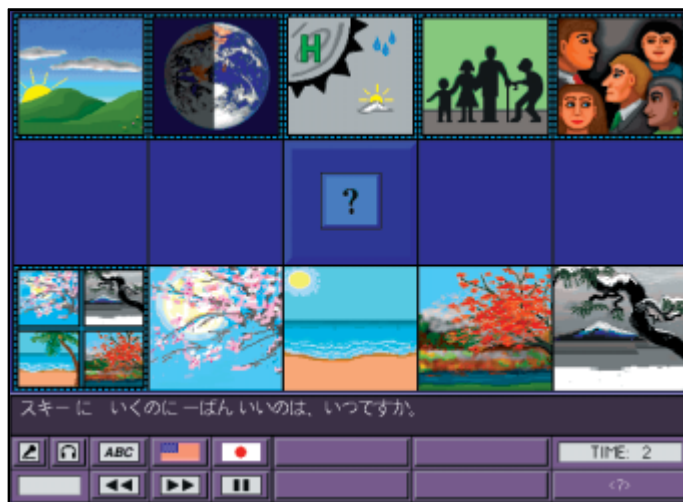 H
?
スキーに いくのに 一ばん いいのは、いつですか。
ABC
TIME: 2
<?>